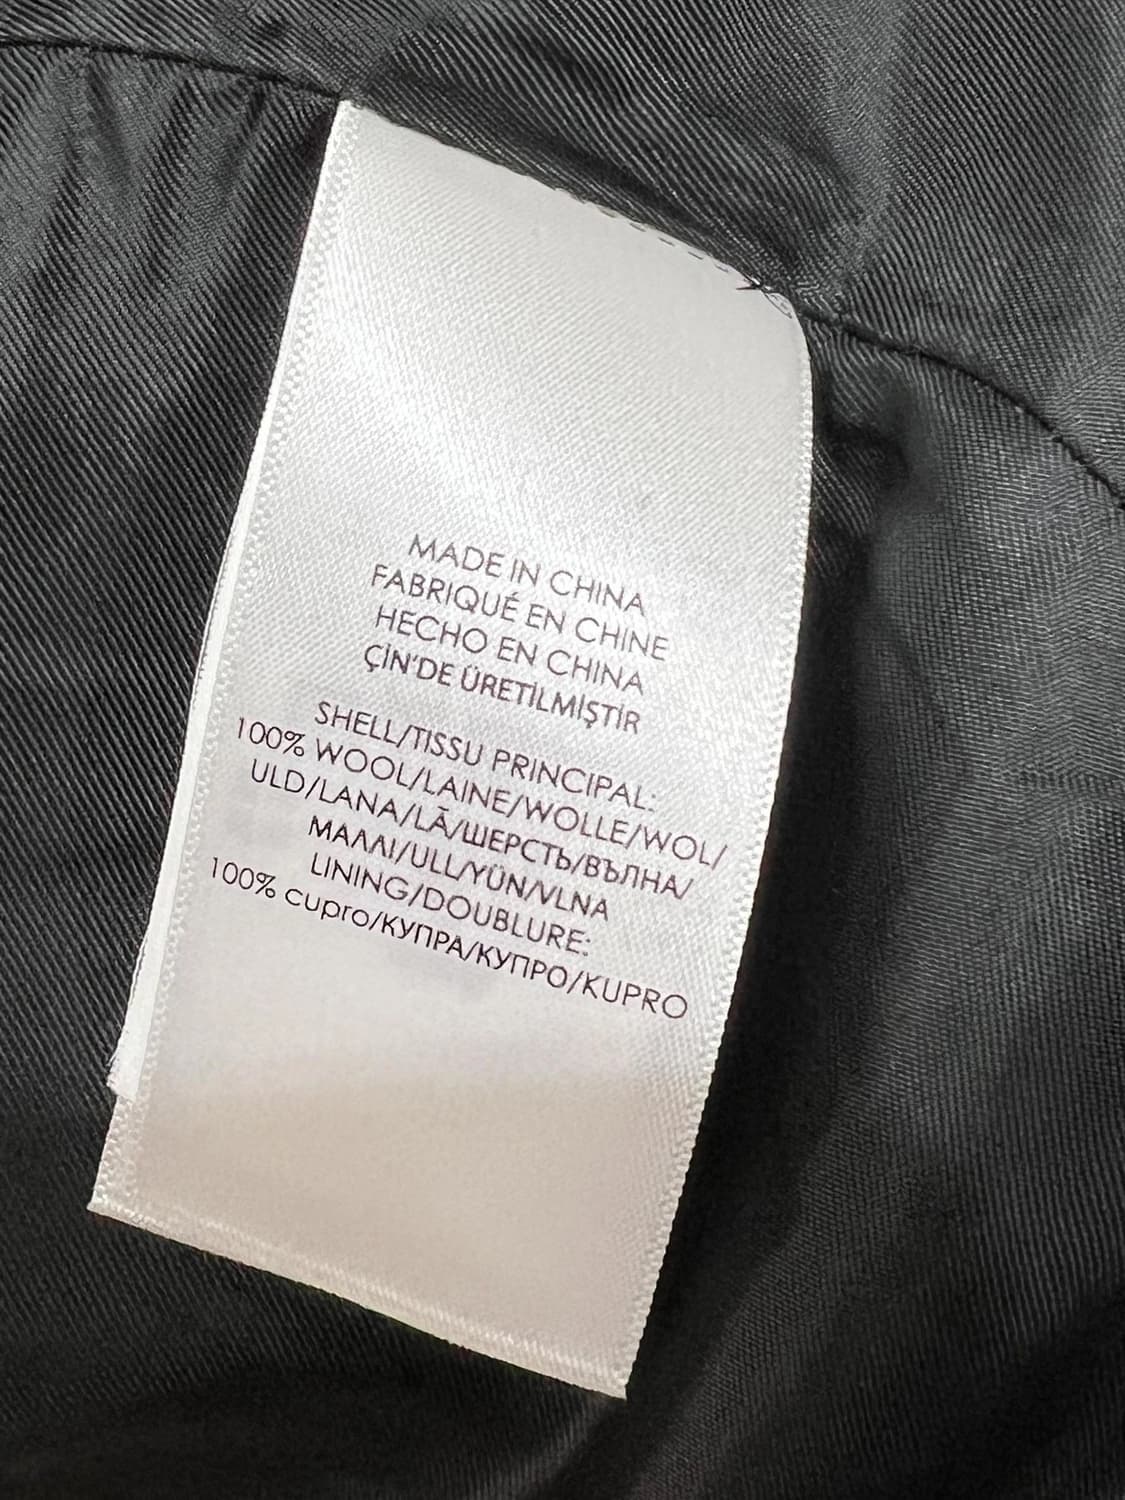 MADE IN CHINA
FABRIQUÉ EN CHINE
HECHO EN CHINA
ÇİN'DE ÜRETİLMİŞTİR
SHELL/TISSU PRINCIPAL:
100% WOOL/LAINE/WOLLE/WOL/
ULD/LANA/LÃ/ШЕРСТЬ/ВЪЛНА/
ΜΑΛΛΙ/ULL/YÜN/VLNA
LINING/DOUBLURE:
100% cupro/КУПРА/КУПРО/KUPRO